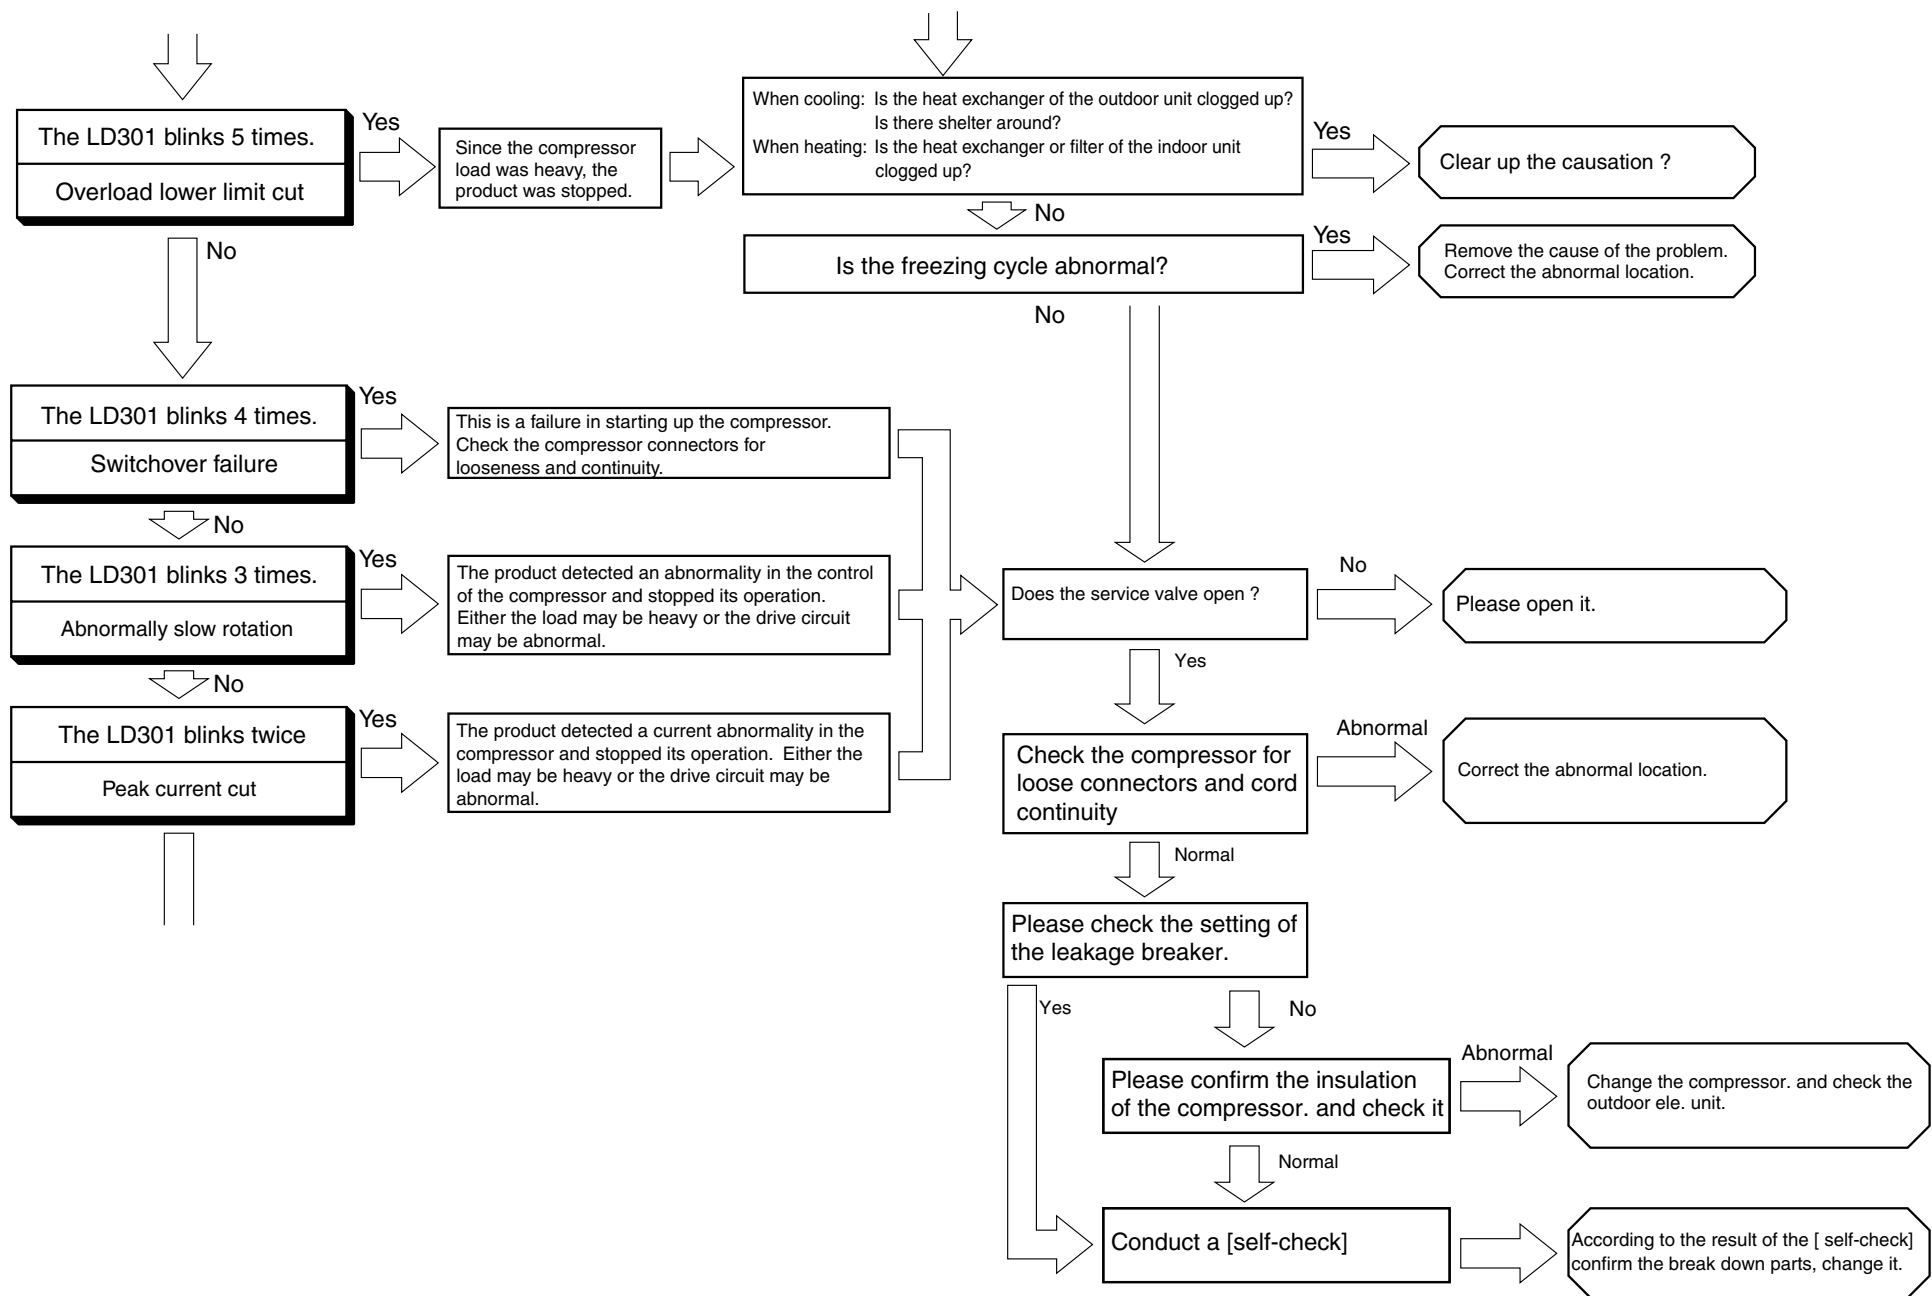 The LD301 blinks 5 times.
Overload lower limit cut
Yes
Since the compressor
load was heavy, the
product was stopped.
When cooling: Is the heat exchanger of the outdoor unit clogged up?
Is there shelter around?
When heating: Is the heat exchanger or filter of the indoor unit
clogged up?
Yes
Clear up the causation ?
No
Is the freezing cycle abnormal?
Yes
Remove the cause of the problem.
Correct the abnormal location.
No
No
The LD301 blinks 4 times.
Switchover failure
Yes
This is a failure in starting up the compressor.
Check the compressor connectors for
looseness and continuity.
No
The LD301 blinks 3 times.
Abnormally slow rotation
Yes
The product detected an abnormality in the control
of the compressor and stopped its operation.
Either the load may be heavy or the drive circuit
may be abnormal.
No
The LD301 blinks twice
Peak current cut
Yes
The product detected a current abnormality in the
compressor and stopped its operation. Either the
load may be heavy or the drive circuit may be
abnormal.
Does the service valve open ?
No
Please open it.
Yes
Check the compressor for
loose connectors and cord
continuity
Abnormal
Correct the abnormal location.
Normal
Please check the setting of
the leakage breaker.
Yes
No
Please confirm the insulation
of the compressor. and check it
Abnormal
Change the compressor. and check the
outdoor ele. unit.
Normal
Conduct a [self-check]
According to the result of the [ self-check]
confirm the break down parts, change it.